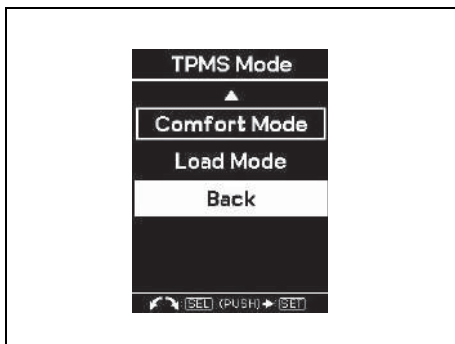 TPMS Mode
Comfort Mode
Load Mode
Back
SEL (PUSH) SET